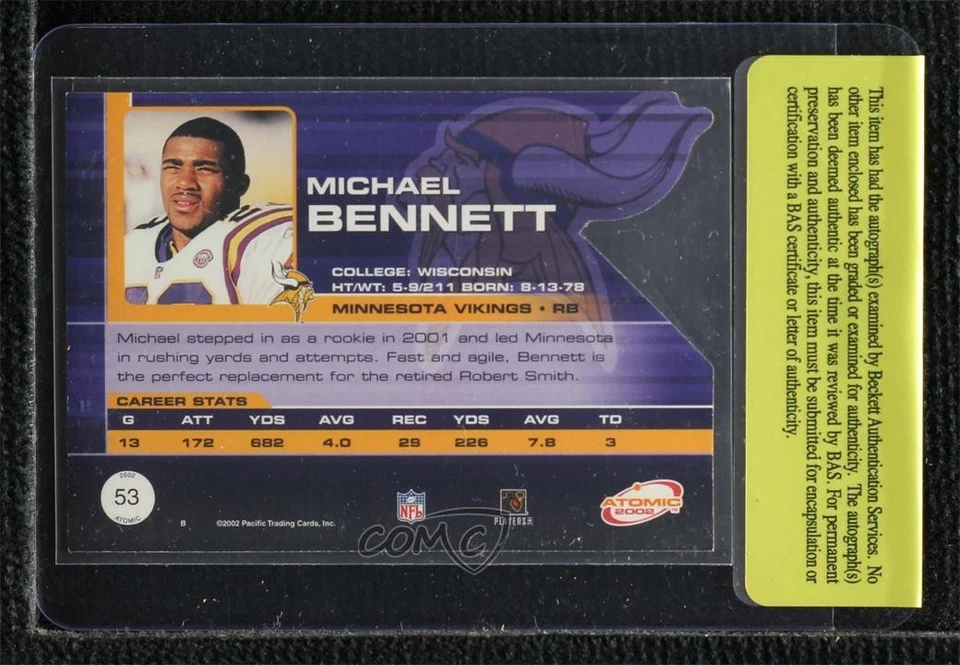 MICHAEL
BENNETT
COLLEGE: WISCONSIN
HT/WT: 5-9/211 BORN: 8-13-78
MINNESOTA VIKINGS • RB
Michael stepped in as a rookie in 2001 and led Minnesota
in rushing yards and attempts. Fast and agile, Bennett is
the perfect replacement for the retired Robert Smith.
CAREER STATS
G ATT YDS AVG REC YDS AVG TD
13 172 682 4.0 29 226 7.8 3
2002
53
ATOMIC
B
©2002 Pacific Trading Cards, Inc.
NFL
PLAYERS INC
ATOMIC
2002
COMC
This item has had the autograph(s) examined by Beckett Authentication Services. No
other item enclosed has been graded or examined for authenticity. The autograph(s)
has been deemed authentic at the time it was reviewed by BAS. For permanent
preservation and authenticity, this item must be submitted for encapsulation or
certification with a BAS certificate or letter of authenticity.